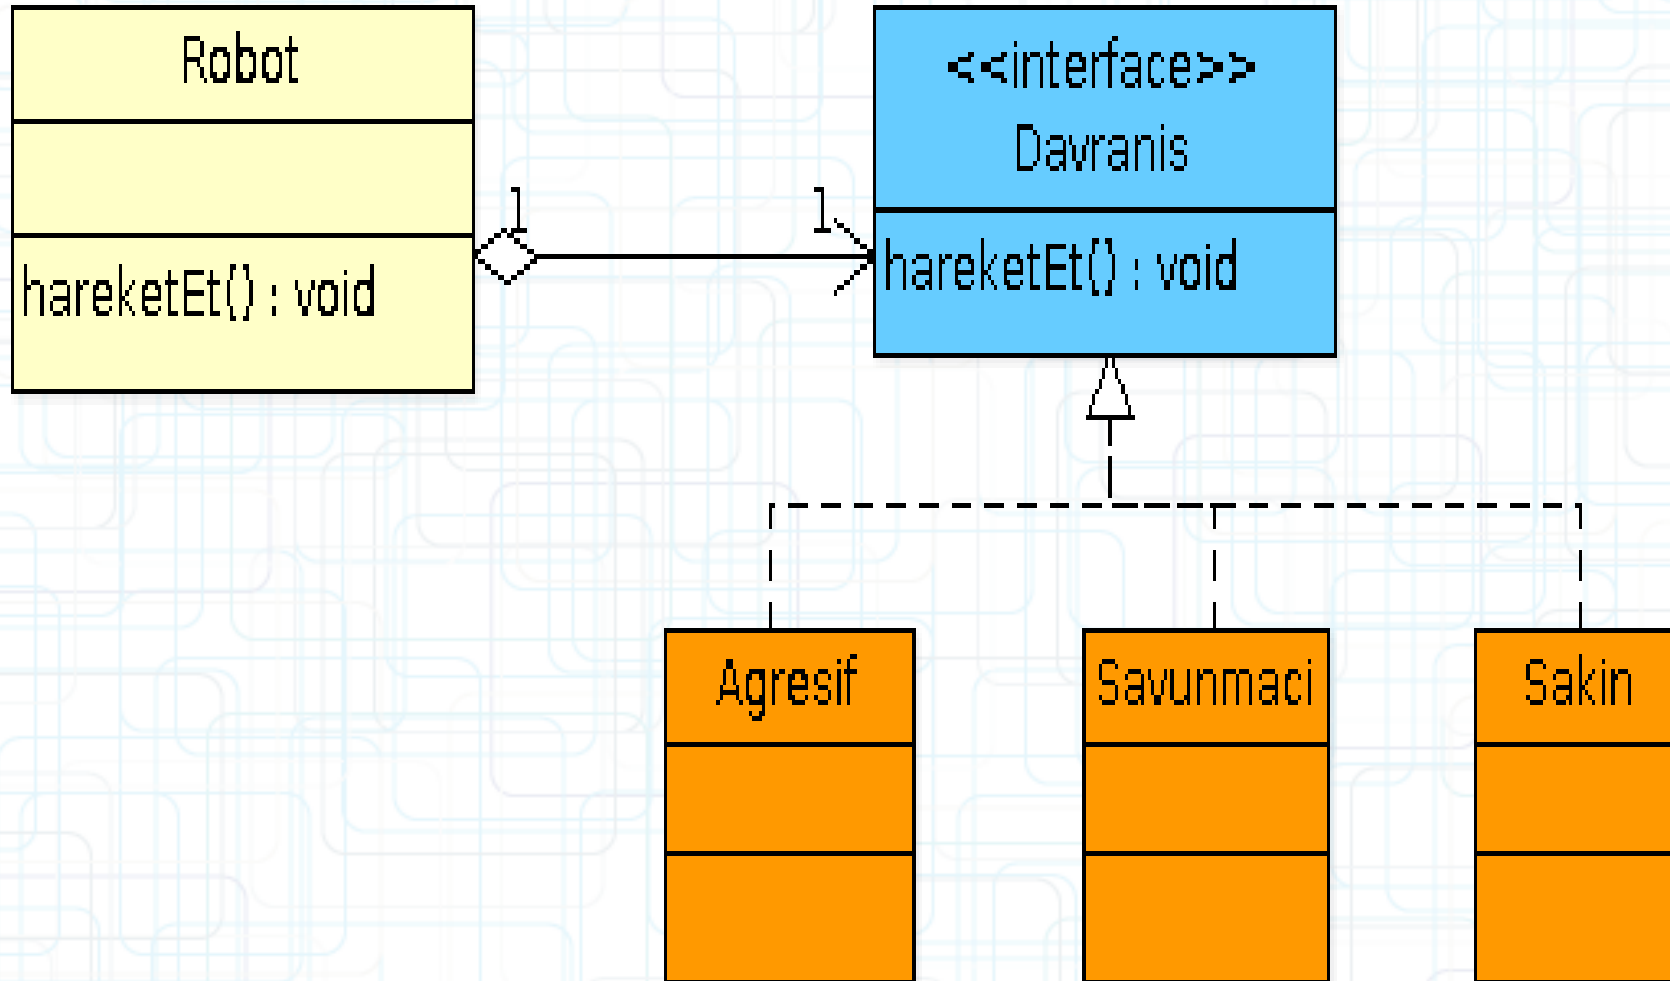 Robot
hareketEt() : void
1
1
<<interface>>
Davranis
hareketEt() : void
Agresif
Savunmaci
Sakin